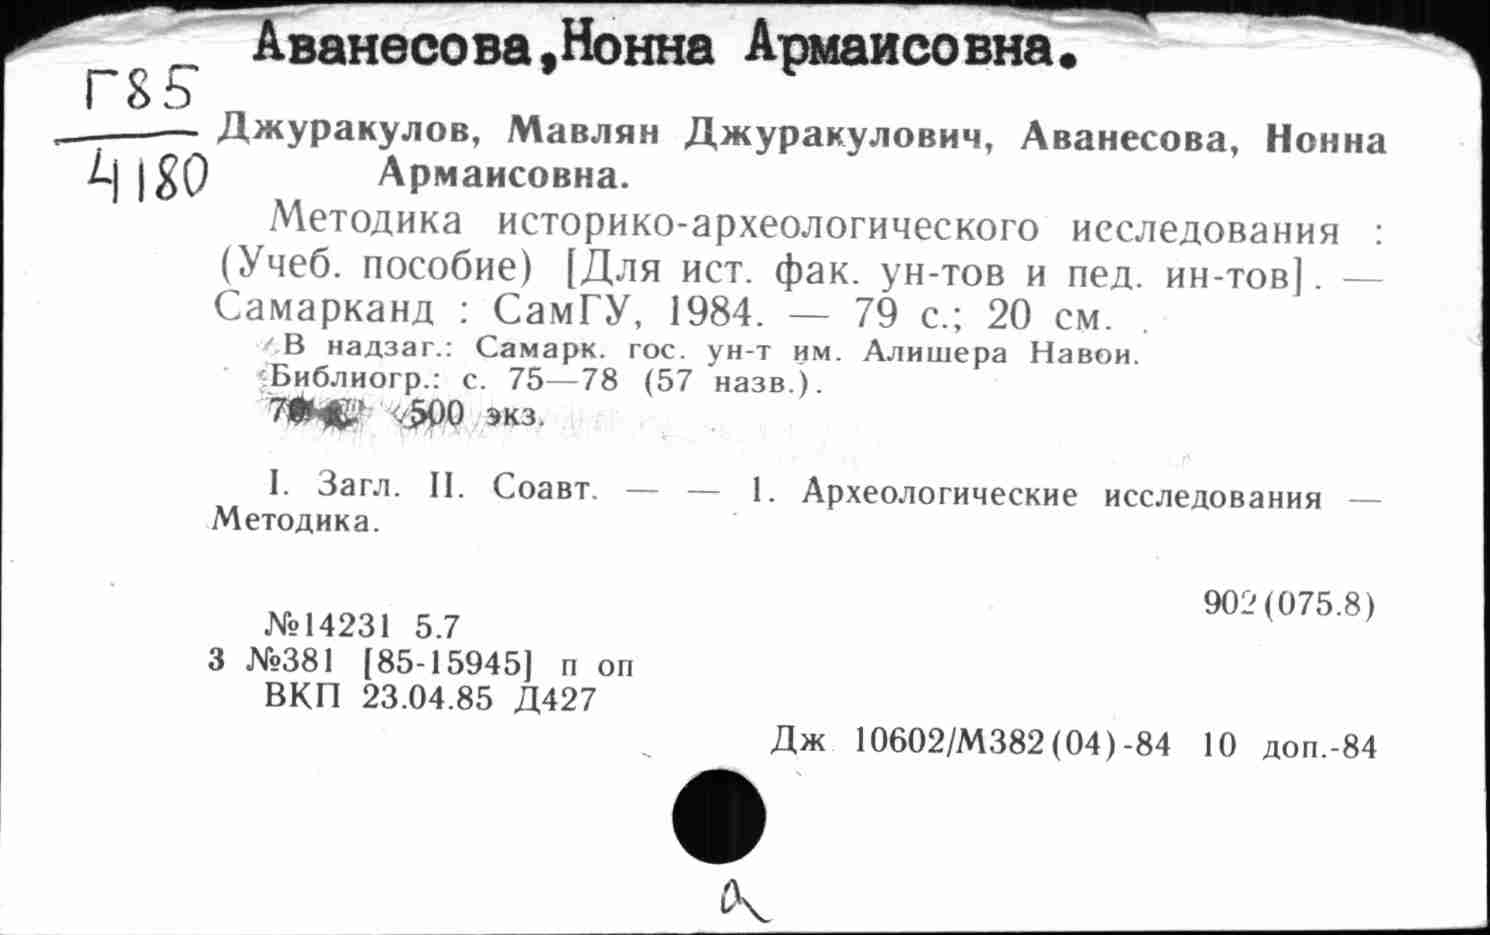 Аванесова, Нонна Армаисовна.
Г85
4180
Джуракулов, Мавлян Джуракулович, Аванесова, Нонна
Армаисовна.
Методика историко-археологического исследования :
(Учеб. пособие) [Для ист. фак. ун-тов и пед. ин-тов]. —
Самарканд : СамГУ, 1984. — 79 с.; 20 см.
В надзаг.: Самарк. гос. ун-т им. Алишера Навои.
Библиогр.: с. 75—78 (57 назв.).
500 экз.
I. Загл. II. Соавт. — — 1. Археологические исследования —
Методика.
902(075.8)
№14231 5.7
3 №381 [85-15945] п оп
ВКП 23.04.85 Д427
Дж 10602/М382(04)-84 10 доп.-84
а